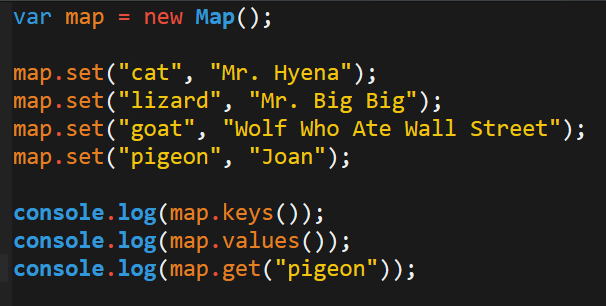 var map = new Map();
map.set("cat", "Mr. Hyena");
map.set("lizard", "Mr. Big Big");
map.set("goat", "Wolf Who Ate Wall Street");
map.set("pigeon", "Joan");
console.log(map.keys());
console.log(map.values());
console.log(map.get("pigeon"));